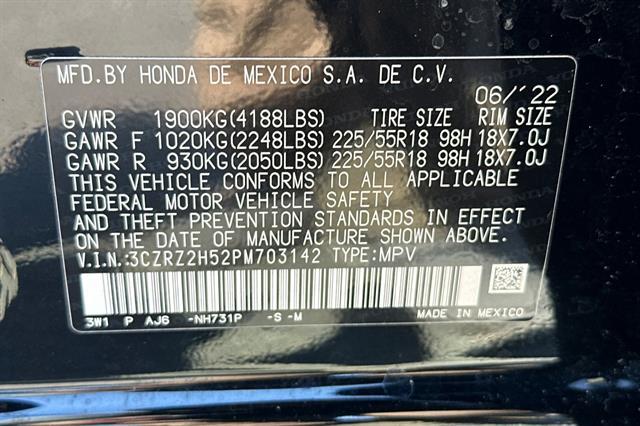 MFD.BY HONDA DE MEXICO S.A. DE C.V.
06/'22
GVWR 1900KG(4188LBS) TIRE SIZE RIM SIZE
GAWR F 1020KG(2248LBS) 225/55R18 98H 18X7.0J
GAWR R 930KG(2050LBS) 225/55R18 98H 18X7.0J
THIS VEHICLE CONFORMS TO ALL APPLICABLE
FEDERAL MOTOR VEHICLE SAFETY
AND THEFT PREVENTION STANDARDS IN EFFECT
ON THE DATE OF MANUFACTURE SHOWN ABOVE.
V.I.N.:3CZRZ2H52PM703142 TYPE:MPV
3W1 P AJ6 -NH731P -S -M MADE IN MEXICO